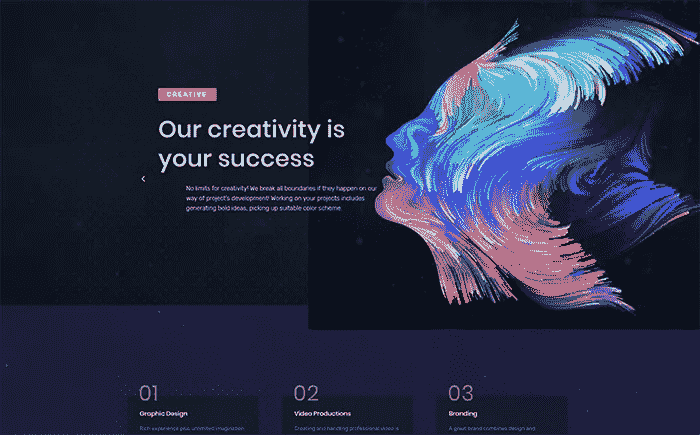 CREATIVE
Our creativity is
your success
No limits for creativity! We break all boundaries if they happen on our
way of project's development! Working on your projects includes
generating bold ideas, picking up suitable color scheme
01
02
03
Graphic Design
Video Productions
Branding
Rich experience plus unlimited imagination
Creating and handling professional video is
A great brand combines design and